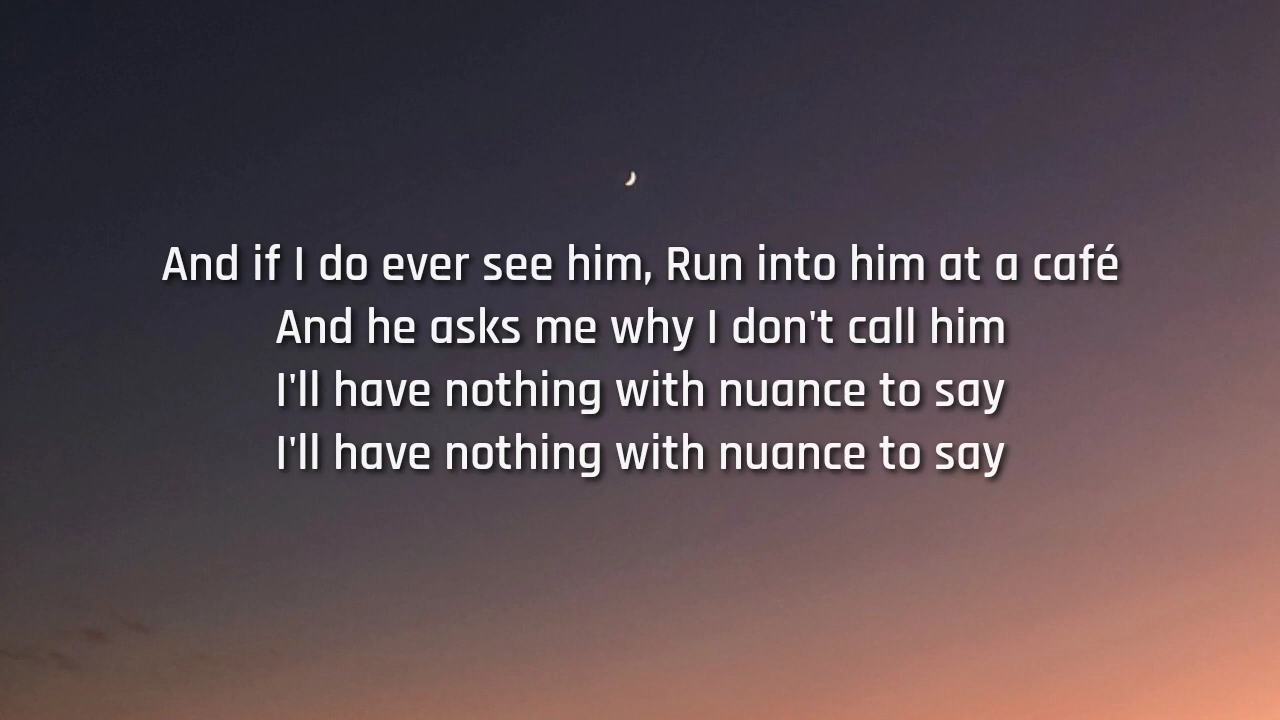 And if I do ever see him, Run into him at a café
And he asks me why I don't call him
I'll have nothing with nuance to say
I'll have nothing with nuance to say